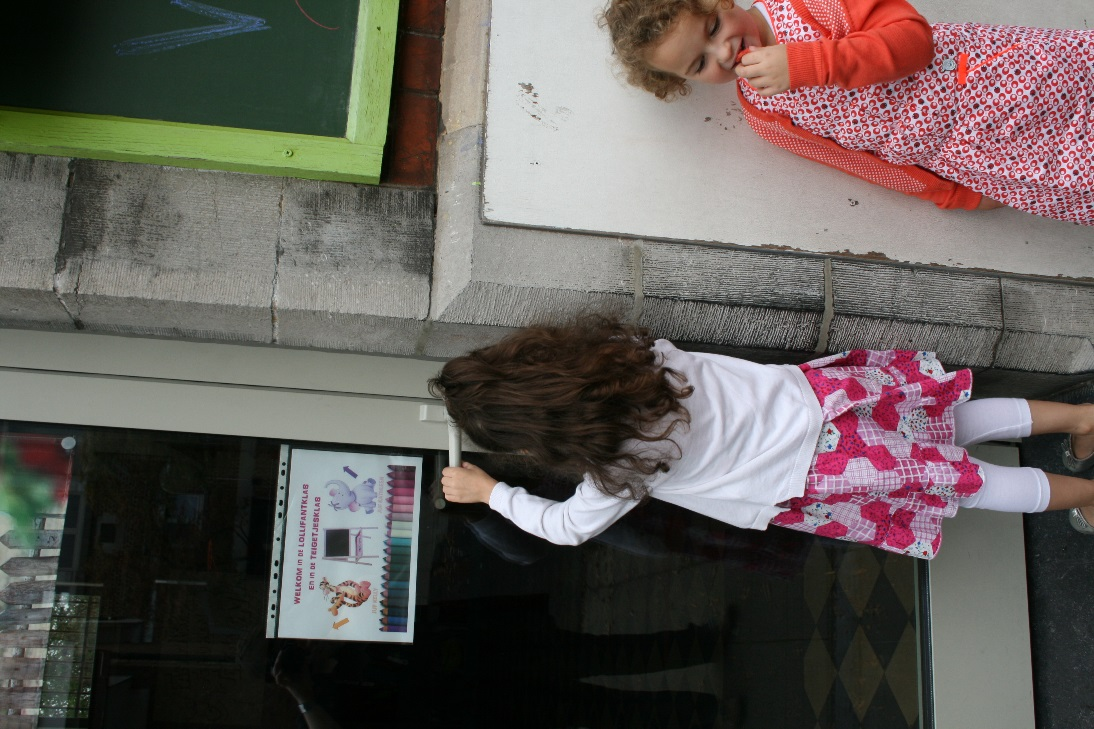 WELKOM in DE LOLLIFANTKLAS
En in de TEIGETJESKLAS